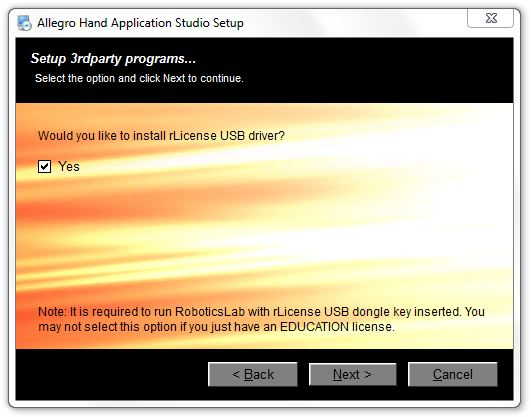 Allegro Hand Application Studio Setup
Setup 3rdparty programs...
Select the option and click Next to continue.
Would you like to install rLicense USB driver?
Yes
Note: It is required to run RoboticsLab with rLicense USB dongle key inserted. You
may not select this option if you just have an EDUCATION license.
< Back
Next >
Cancel